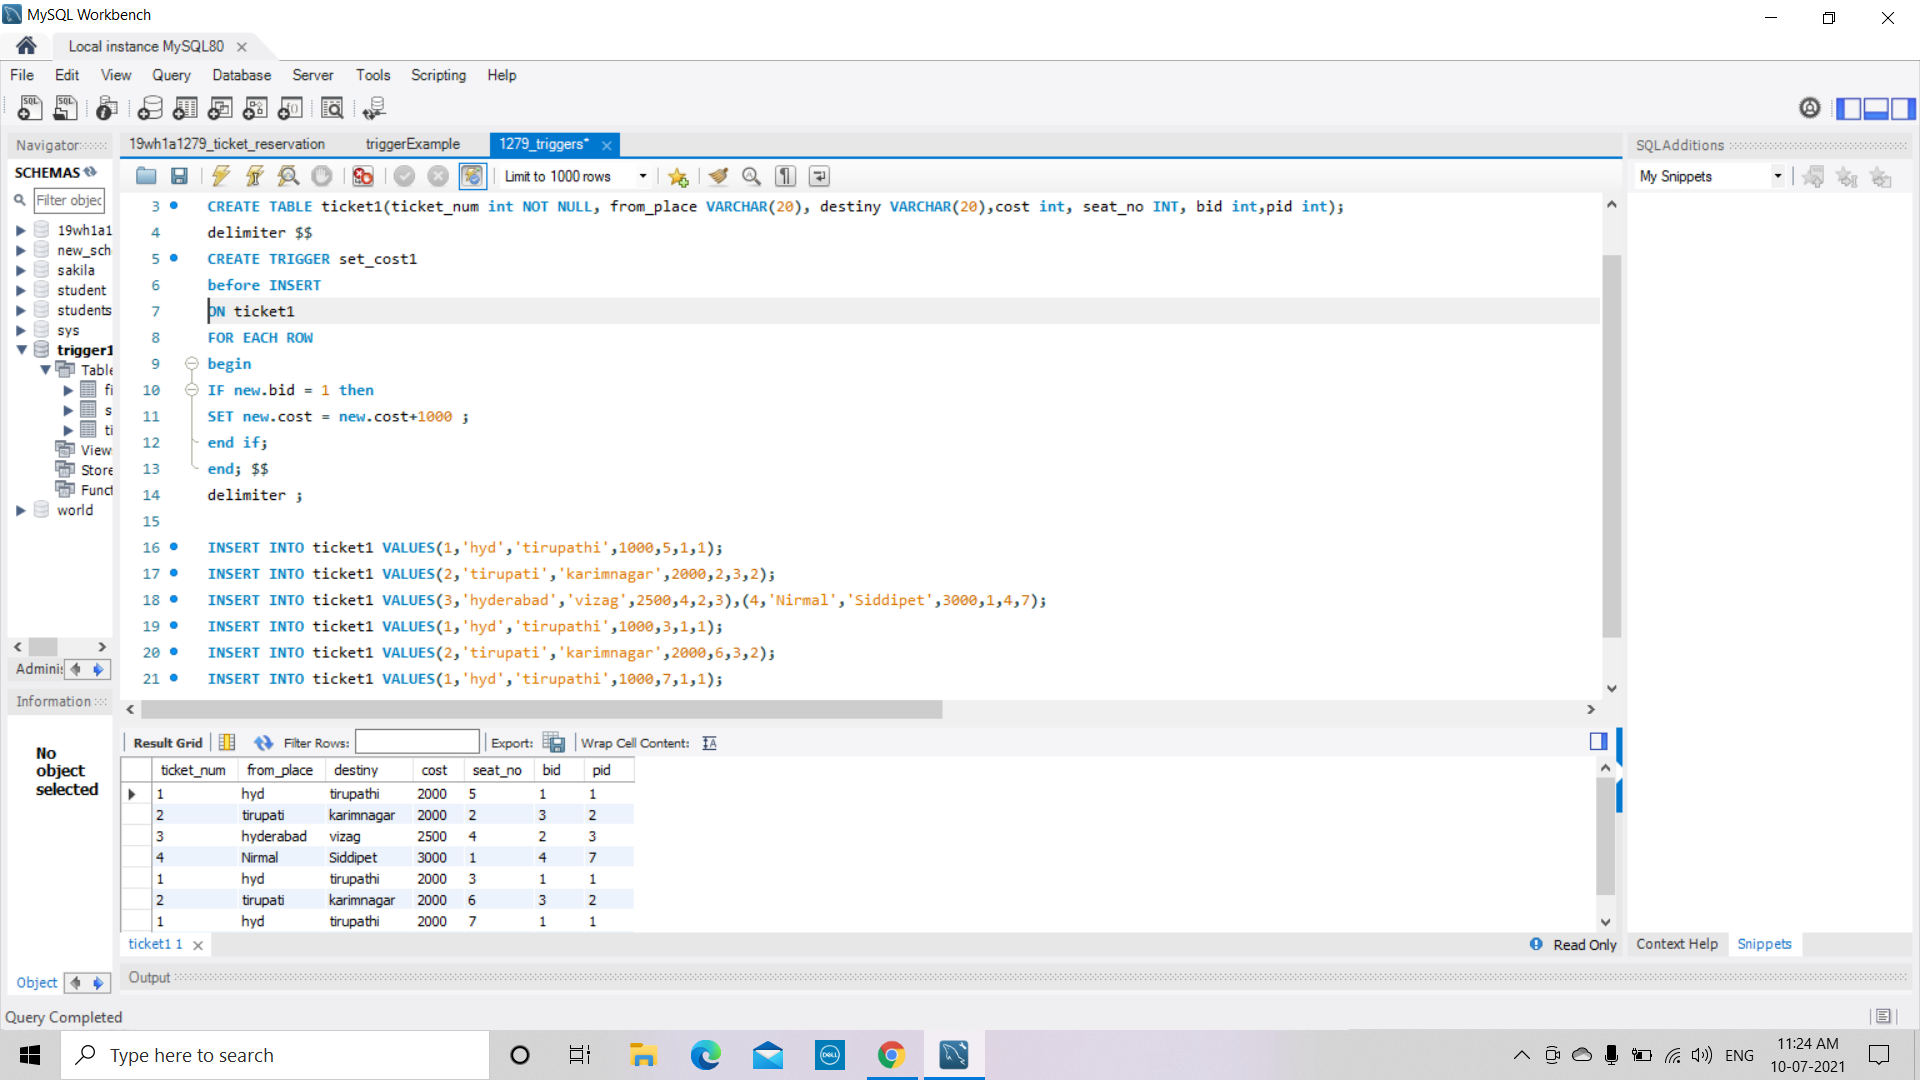 MySQL Workbench
Local instance MySQL80
File Edit View Query Database Server Tools Scripting Help
Navigator
19wh1a1279_ticket_reservation triggerExample 1279_triggers*
SQLAdditions
SCHEMAS
Limit to 1000 rows
My Snippets
Filter objec
19wh1a1
new_sch
sakila
student
students
sys
trigger1
Table
fi
s
ti
View
Store
Funct
world
3 CREATE TABLE ticket1(ticket_num int NOT NULL, from_place VARCHAR(20), destiny VARCHAR(20),cost int, seat_no INT, bid int,pid int);
4 delimiter $$
5 CREATE TRIGGER set_cost1
6 before INSERT
7 ON ticket1
8 FOR EACH ROW
9 begin
10 IF new.bid = 1 then
11 SET new.cost = new.cost+1000 ;
12 end if;
13 end; $$
14 delimiter ;
15
16 INSERT INTO ticket1 VALUES(1,'hyd','tirupathi',1000,5,1,1);
17 INSERT INTO ticket1 VALUES(2,'tirupati','karimnagar',2000,2,3,2);
18 INSERT INTO ticket1 VALUES(3,'hyderabad','vizag',2500,4,2,3),(4,'Nirmal','Siddipet',3000,1,4,7);
19 INSERT INTO ticket1 VALUES(1,'hyd','tirupathi',1000,3,1,1);
20 INSERT INTO ticket1 VALUES(2,'tirupati','karimnagar',2000,6,3,2);
21 INSERT INTO ticket1 VALUES(1,'hyd','tirupathi',1000,7,1,1);
Adminis
Information
No
object
selected
Result Grid Filter Rows: Export: Wrap Cell Content:
ticket_num from_place destiny cost seat_no bid pid
1 hyd tirupathi 2000 5 1 1
2 tirupati karimnagar 2000 2 3 2
3 hyderabad vizag 2500 4 2 3
4 Nirmal Siddipet 3000 1 4 7
1 hyd tirupathi 2000 3 1 1
2 tirupati karimnagar 2000 6 3 2
1 hyd tirupathi 2000 7 1 1
ticket1 1
Read Only
Context Help Snippets
Object
Output
Query Completed
Type here to search
DELL
ENG
11:24 AM
10-07-2021